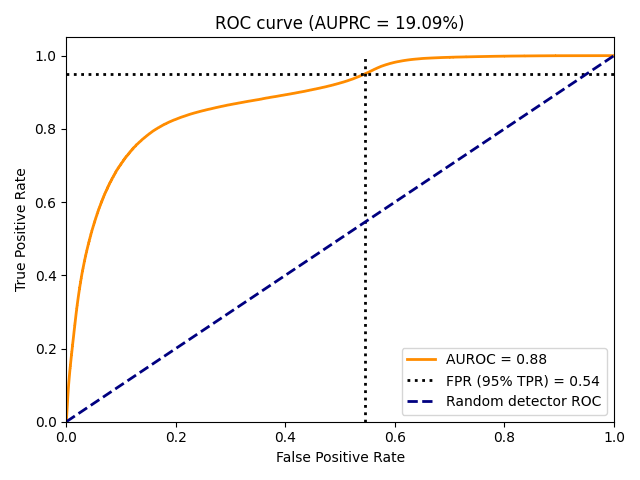 ROC curve (AUPRC = 19.09%)
True Positive Rate
1.0
0.8
0.6
0.4
0.2
0.0
0.0 0.2 0.4 0.6 0.8 1.0
False Positive Rate
AUROC = 0.88
FPR (95% TPR) = 0.54
Random detector ROC